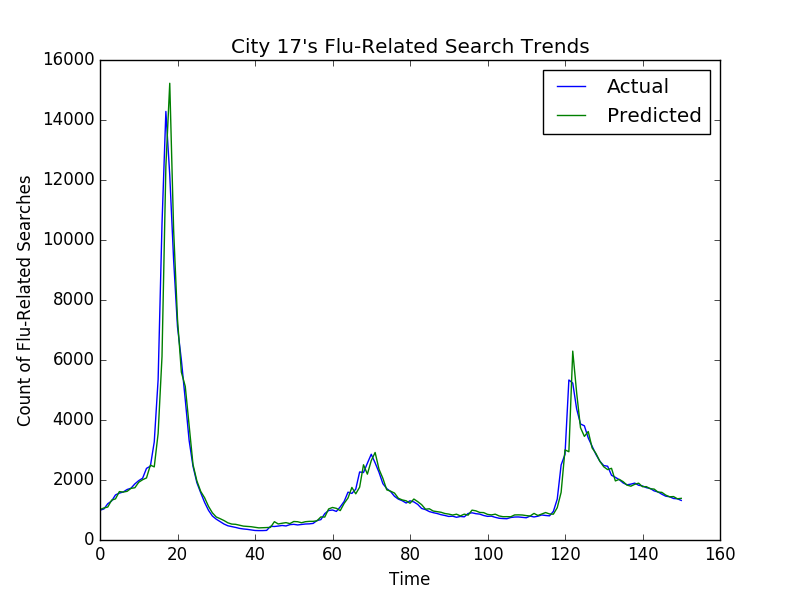 City 17's Flu-Related Search Trends
16000
14000
12000
10000
8000
6000
4000
2000
0
Count of Flu-Related Searches
Actual
Predicted
0 20 40 60 80 100 120 140 160
Time